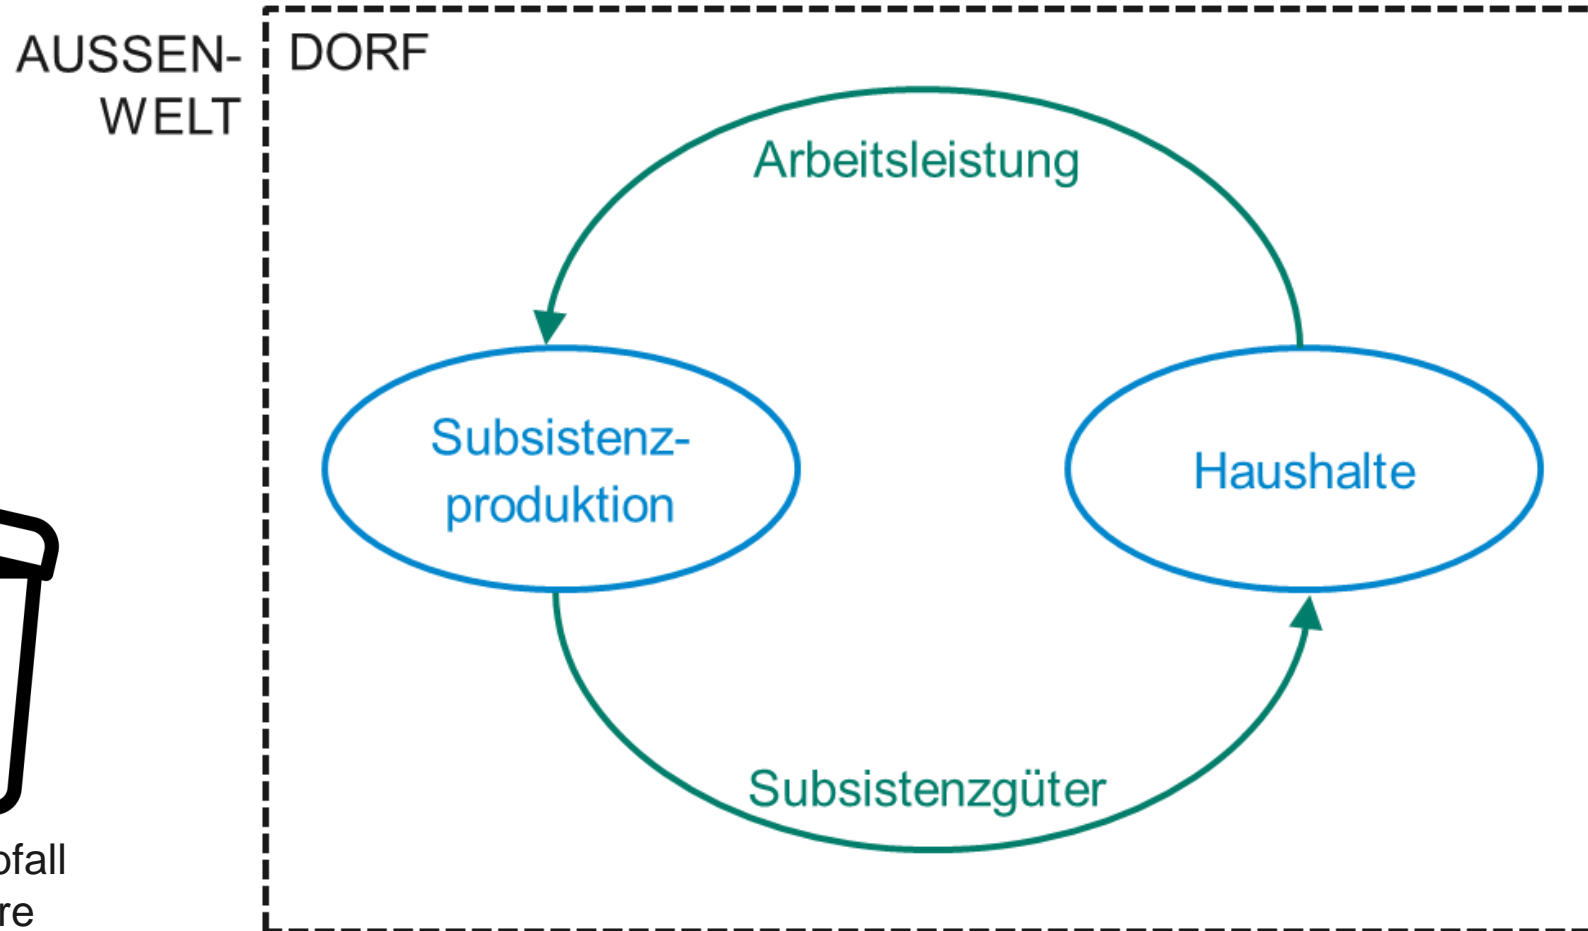 AUSSEN-
WELT
DORF
Arbeitsleistung
Subsistenz-
produktion
Haushalte
Subsistenzgüter